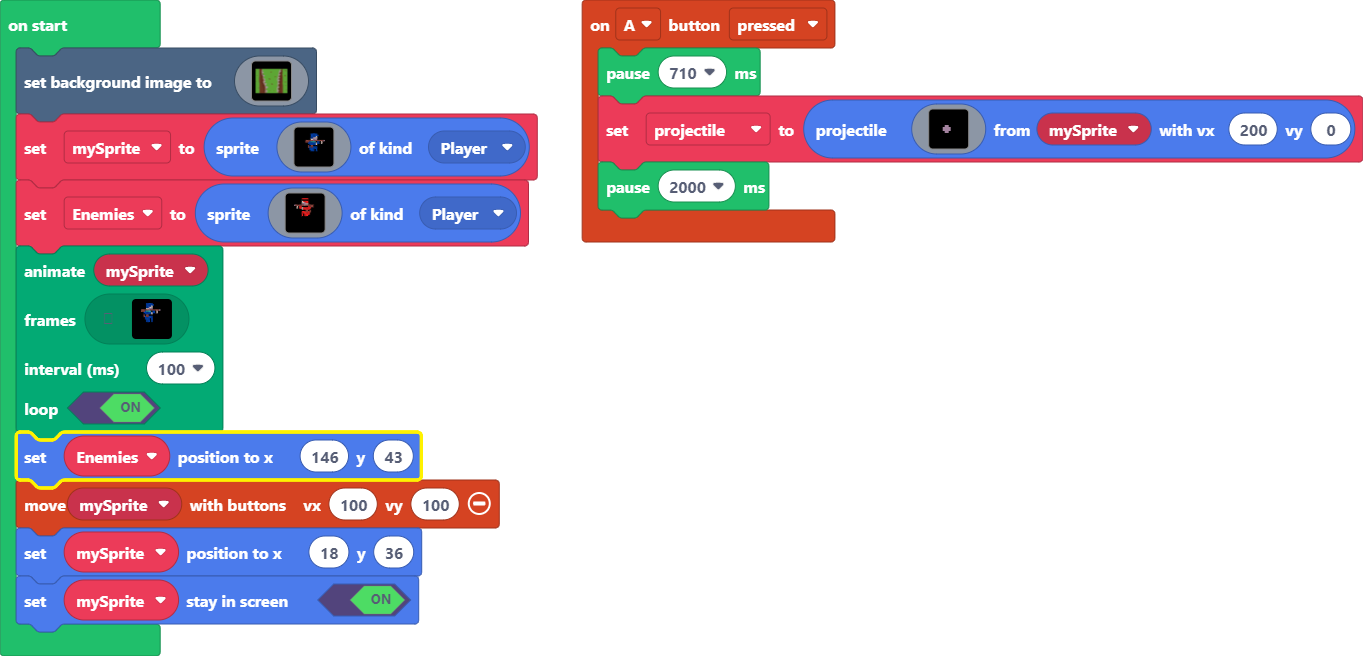 on start
set background image to
set mySprite to sprite of kind Player
set Enemies to sprite of kind Player
animate mySprite
frames
interval (ms) 100
loop ON
set Enemies position to x 146 y 43
move mySprite with buttons vx 100 vy 100
set mySprite position to x 18 y 36
set mySprite stay in screen ON
on A button pressed
pause 710 ms
set projectile to projectile from mySprite with vx 200 vy 0
pause 2000 ms